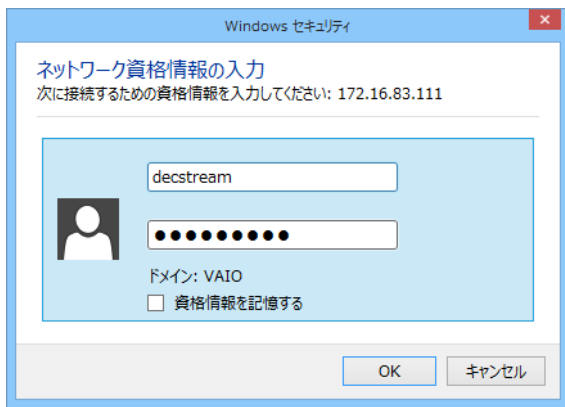 Windows セキュリティ
ネットワーク資格情報の入力
次に接続するための資格情報を入力してください: 172.16.83.111
decstream
●●●●●●●●●
ドメイン: VAIO
資格情報を記憶する
OK
キャンセル